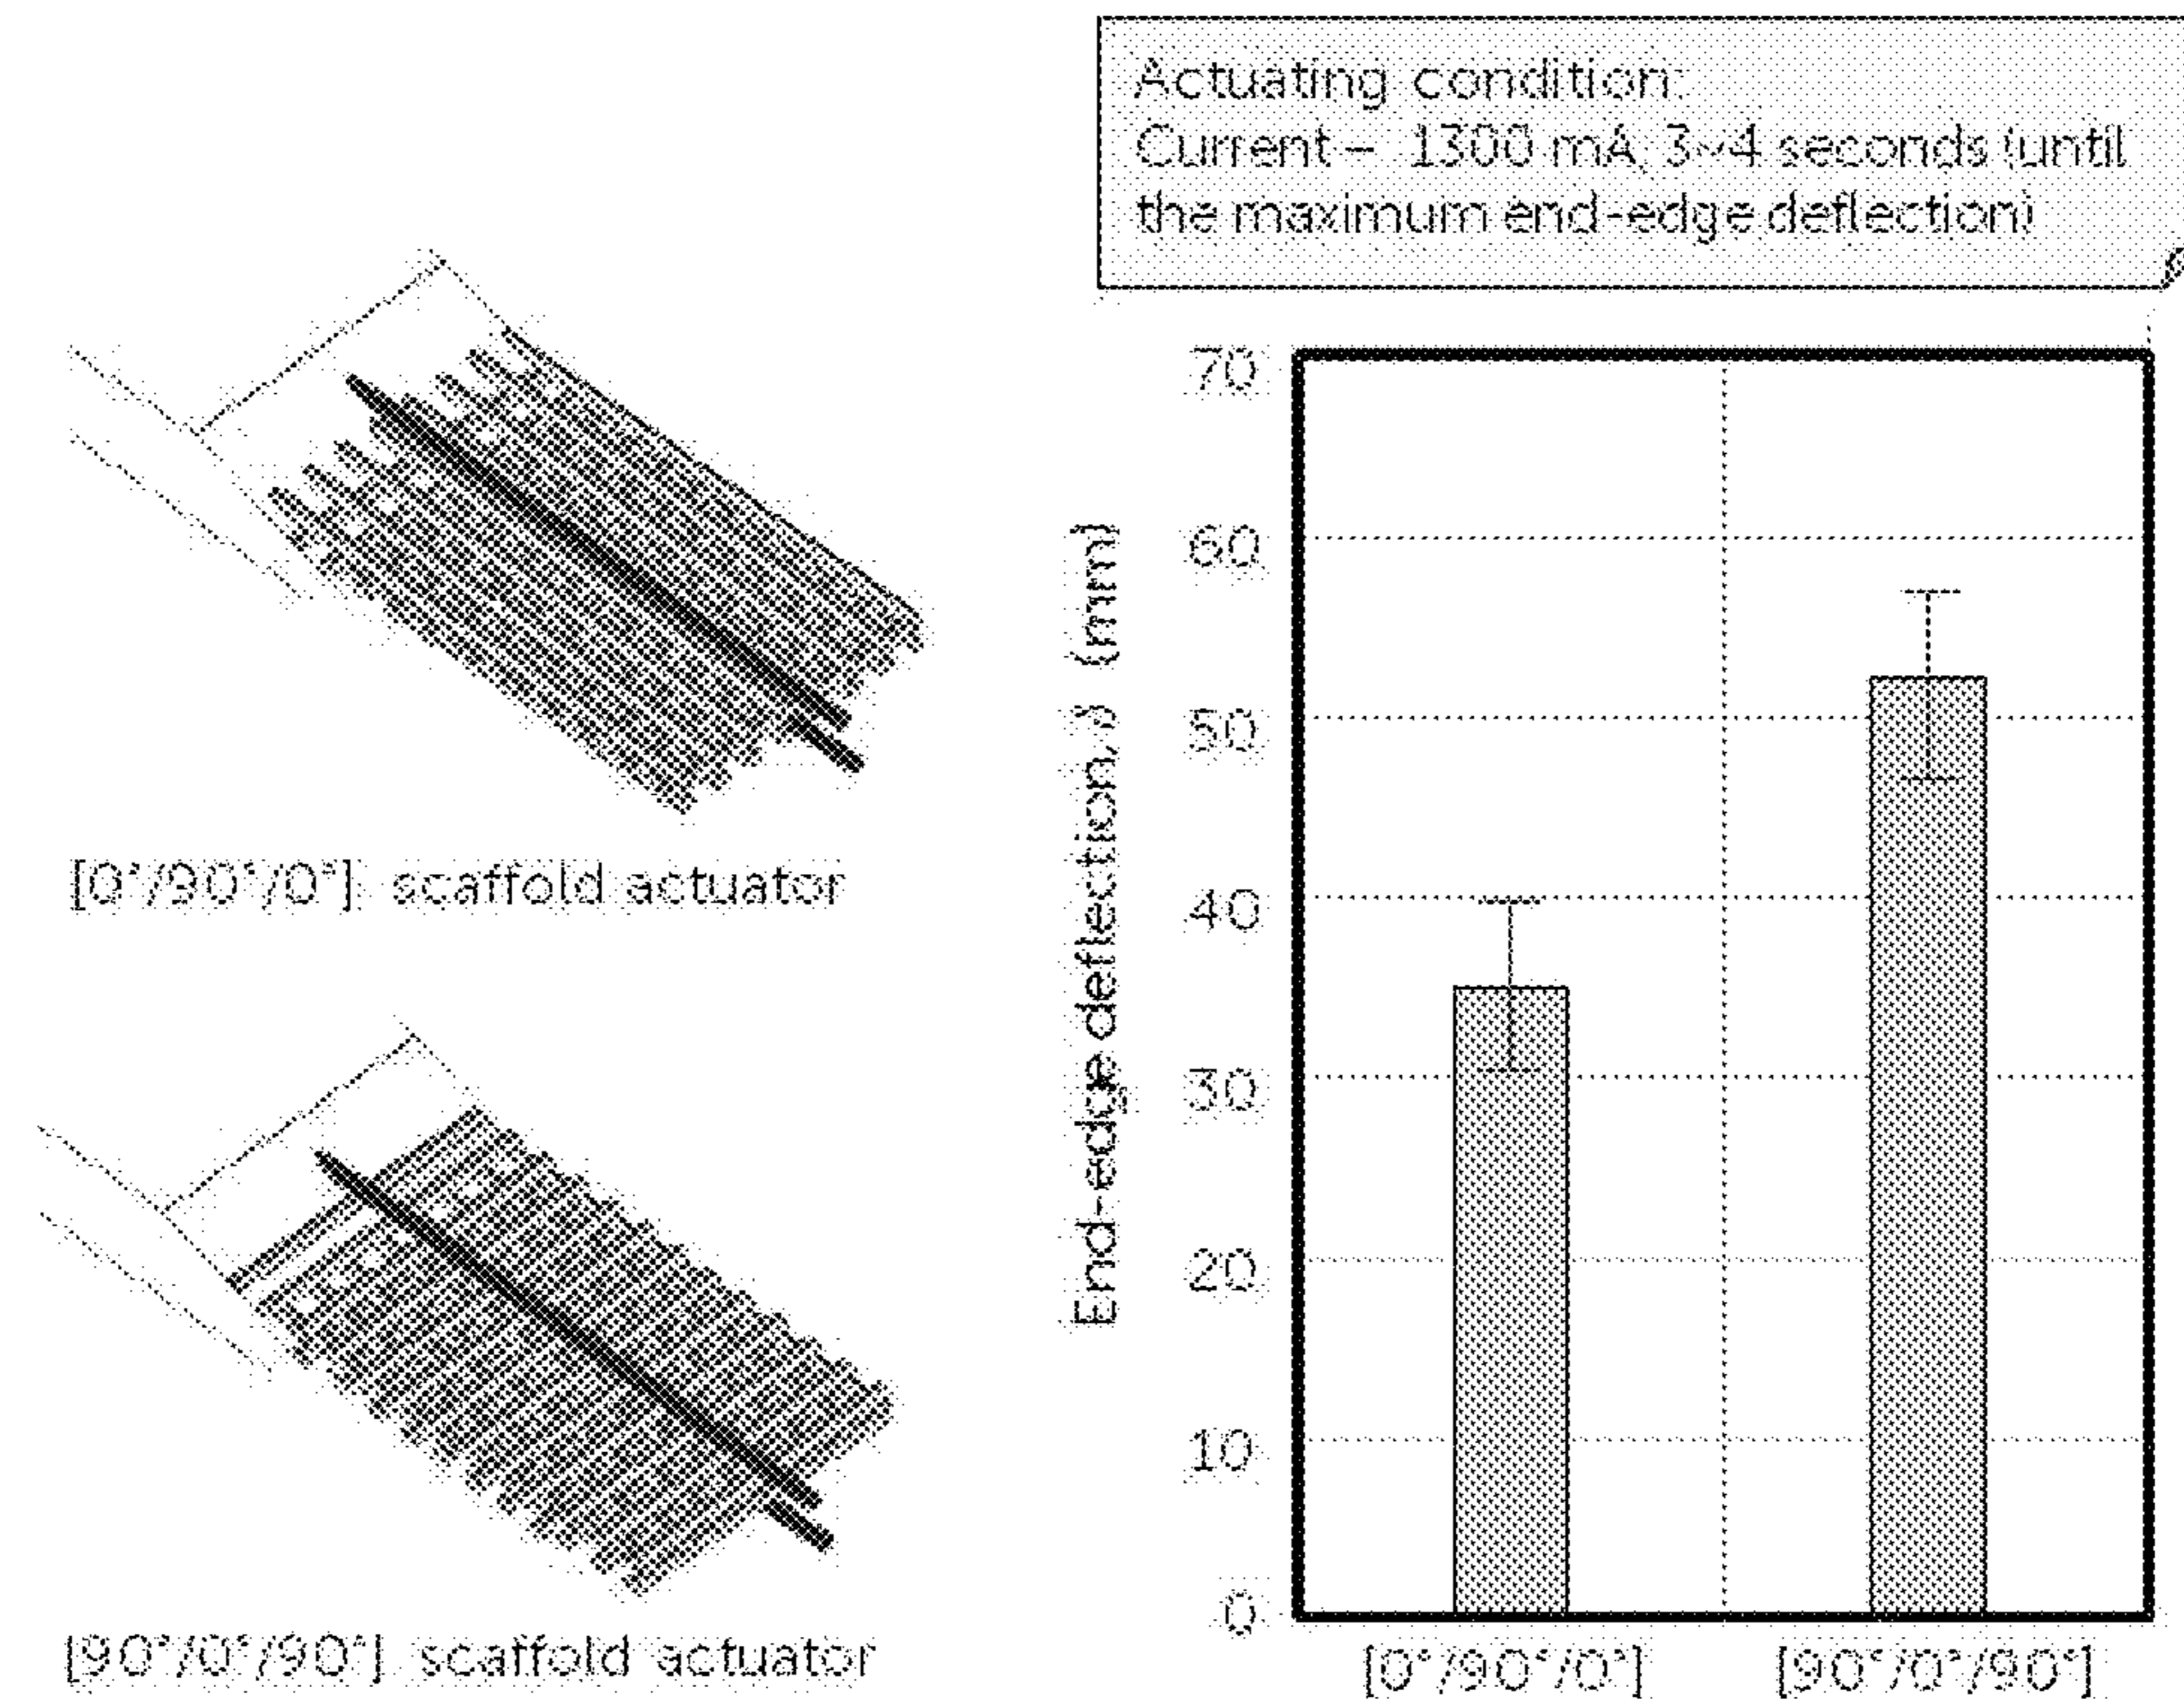 Actuating condition:
Current – 1300 mA, 3~4 seconds (until
the maximum end-edge deflection)
[0°/90°/0°] scaffold actuator
[90°/0°/90°] scaffold actuator
End-edge deflection, (mm)
70
60
50
40
30
20
10
0
[0°/90°/0°]
[90°/0°/90°]